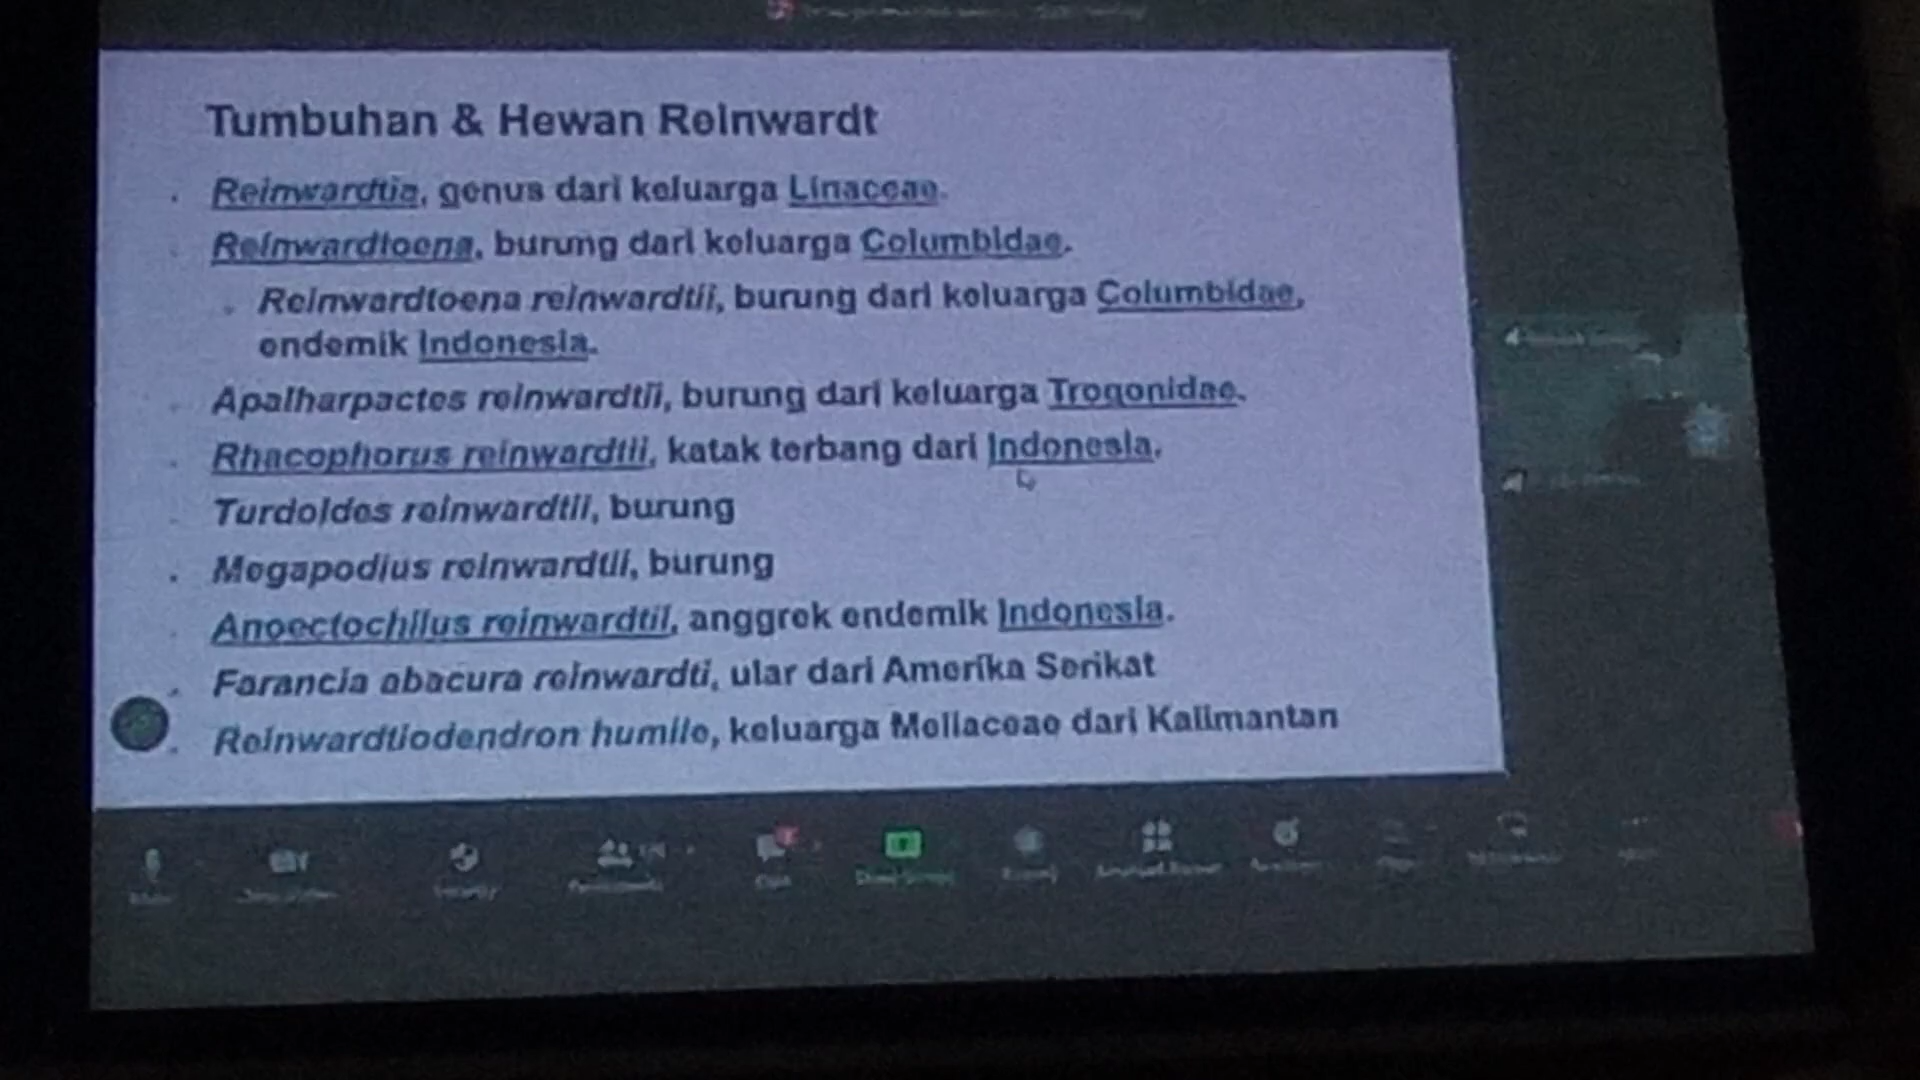 Tumbuhan & Hewan Reinwardt
Reinwardtia, genus dari keluarga Linaceae.
Reinwardtoena, burung dari keluarga Columbidae.
Reinwardtoena reinwardtii, burung dari keluarga Columbidae,
endemik Indonesia.
Apalharpactes reinwardtii, burung dari keluarga Trogonidae.
Rhacophorus reinwardtii, katak terbang dari Indonesia.
Turdoides reinwardtii, burung
Megapodius reinwardtii, burung
Anoectochilus reinwardtii, anggrek endemik Indonesia.
Farancia abacura reinwardti, ular dari Amerika Serikat
Reinwardtiodendron humile, keluarga Meliaceae dari Kalimantan